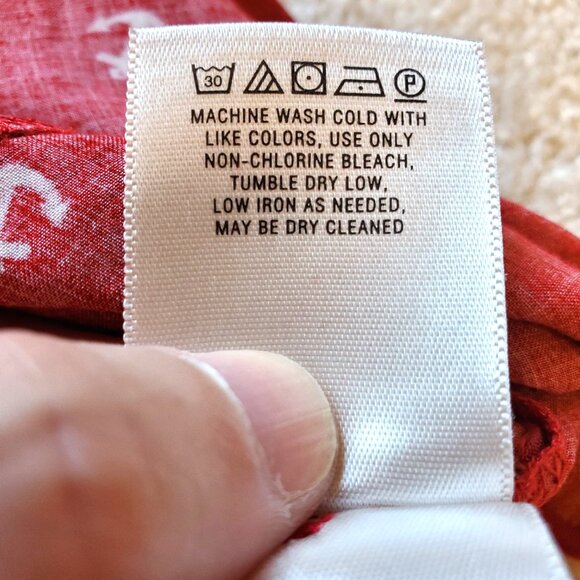 30 P
MACHINE WASH COLD WITH
LIKE COLORS, USE ONLY
NON-CHLORINE BLEACH,
TUMBLE DRY LOW,
LOW IRON AS NEEDED,
MAY BE DRY CLEANED